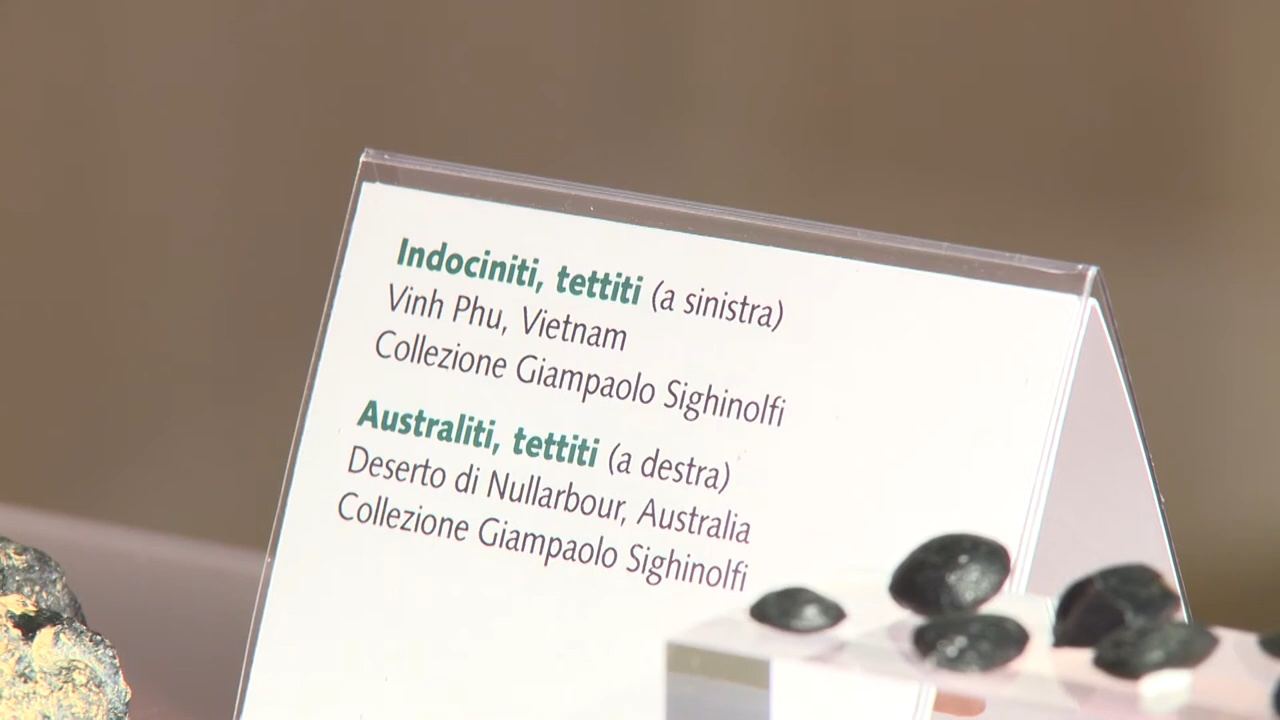 Indociniti, tettiti (a sinistra)
Vinh Phu, Vietnam
Collezione Giampaolo Sighinolfi
Australiti, tettiti (a destra)
Deserto di Nullarbour, Australia
Collezione Giampaolo Sighinolfi